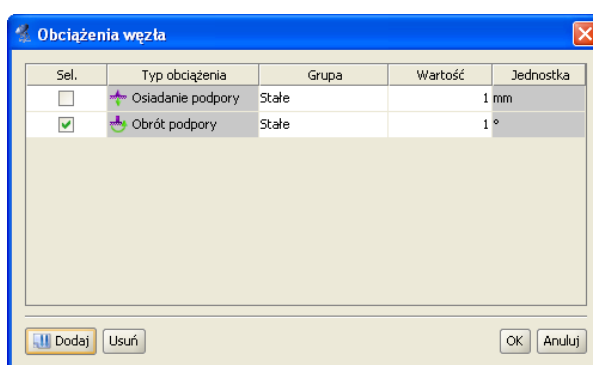 Obciążenia węzła
Sel. Typ obciążenia Grupa Wartość Jednostka
Osiadanie podpory Stałe 1 mm
Obrót podpory Stałe 1 °
Dodaj Usuń OK Anuluj